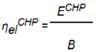 η_el^CHP = E^CHP / B